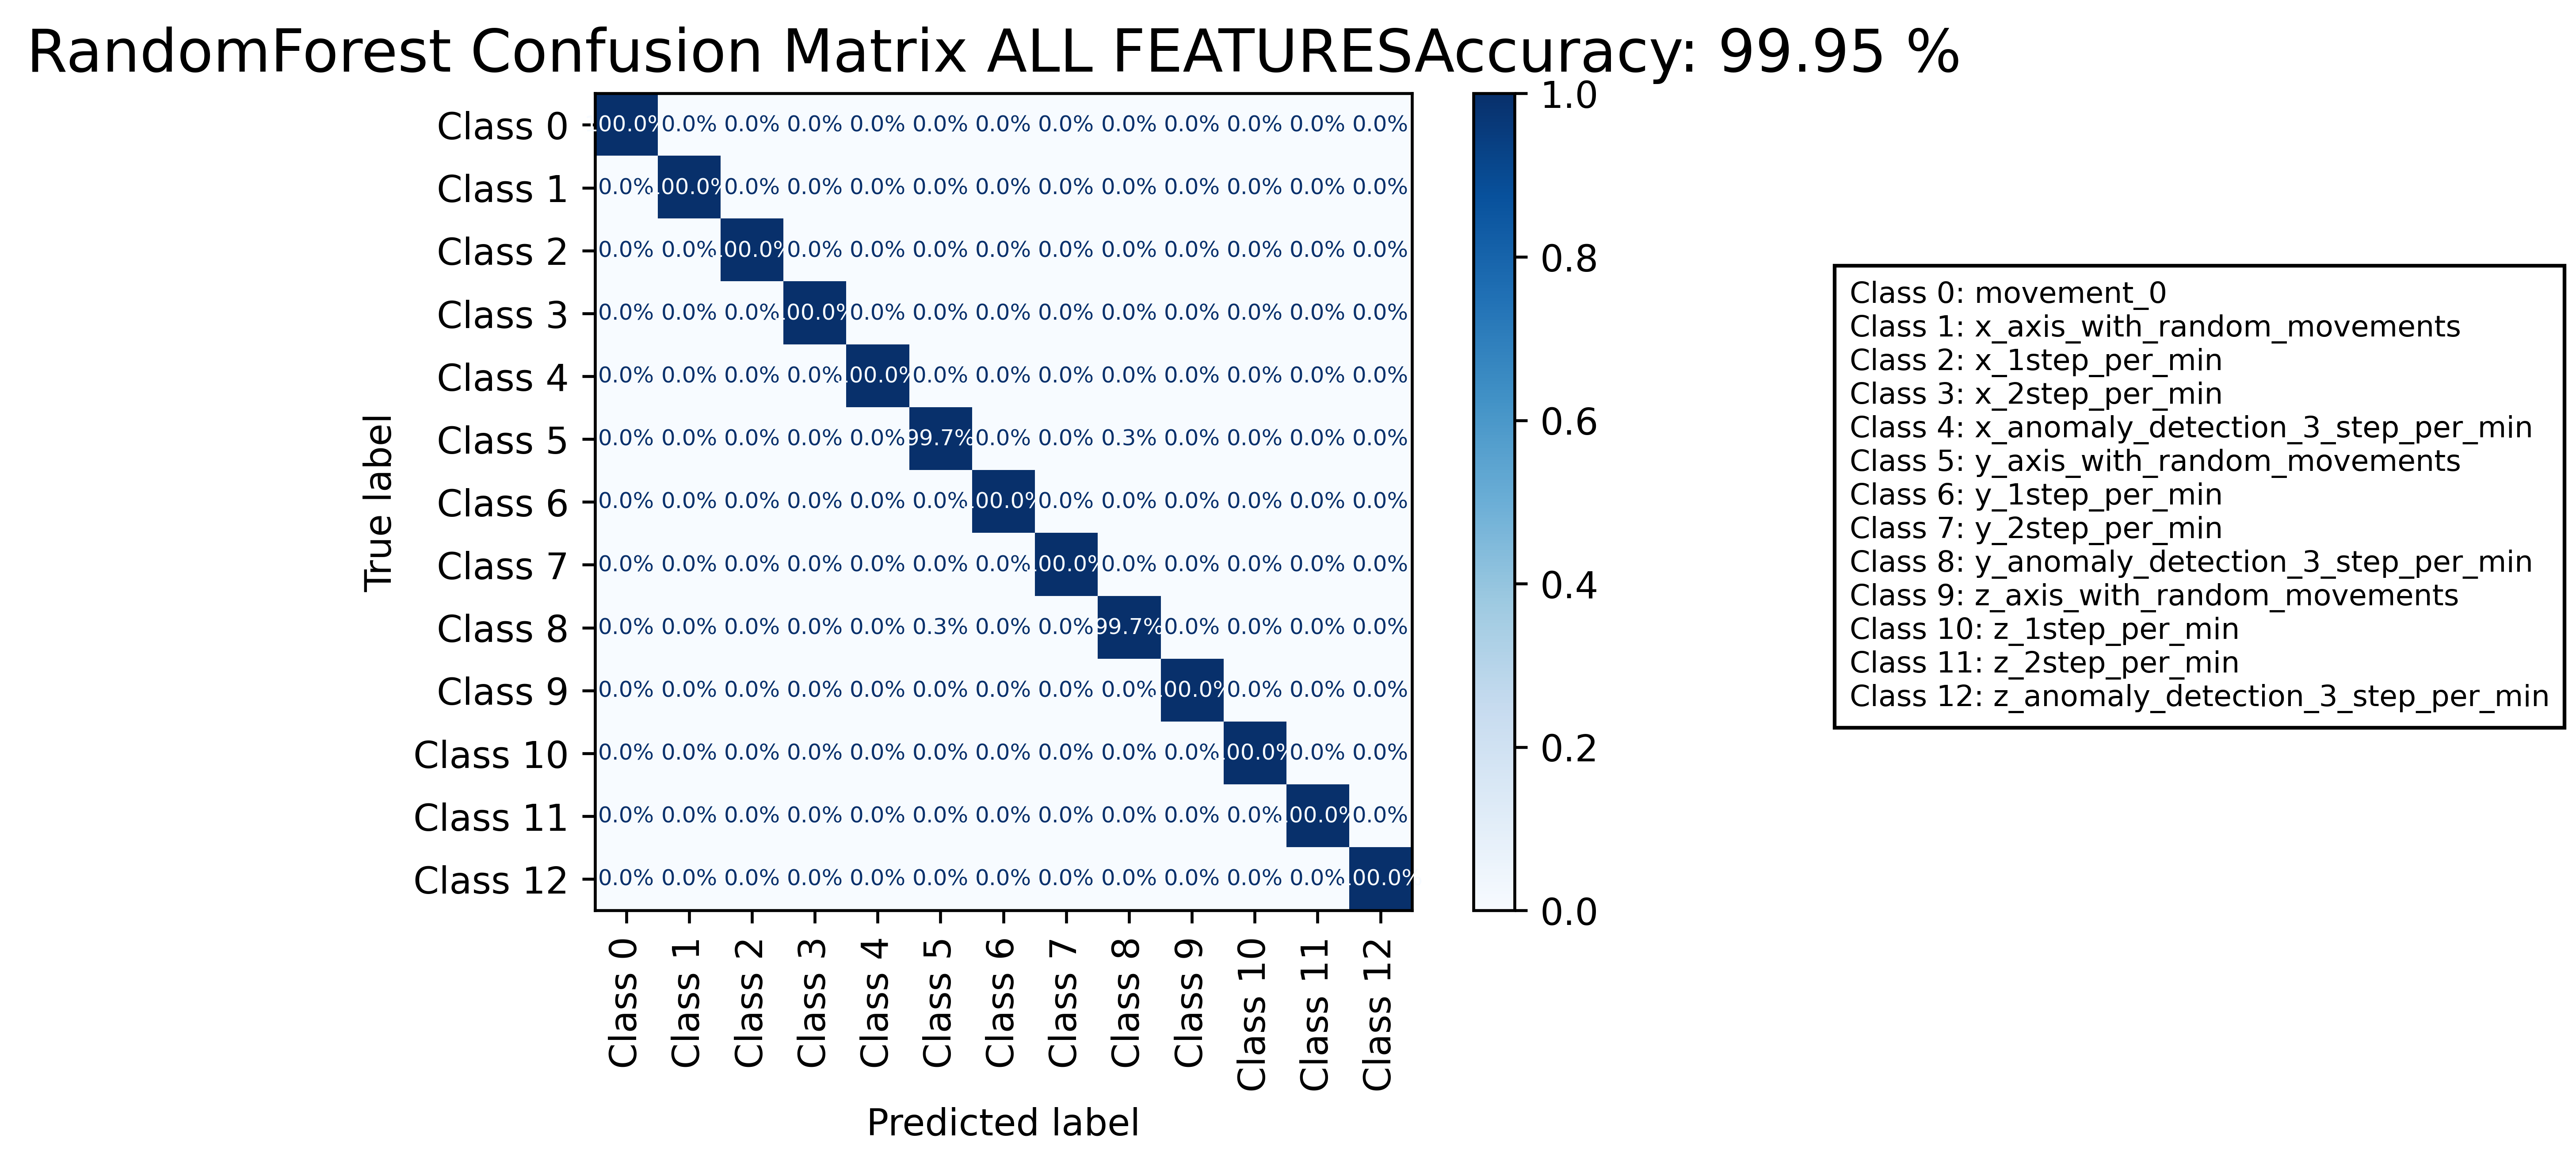 RandomForest Confusion Matrix ALL FEATURESAccuracy: 99.95 %
True label
Class 0 100.0% 0.0% 0.0% 0.0% 0.0% 0.0% 0.0% 0.0% 0.0% 0.0% 0.0% 0.0% 0.0%
Class 1 0.0% 100.0% 0.0% 0.0% 0.0% 0.0% 0.0% 0.0% 0.0% 0.0% 0.0% 0.0% 0.0%
Class 2 0.0% 0.0% 100.0% 0.0% 0.0% 0.0% 0.0% 0.0% 0.0% 0.0% 0.0% 0.0% 0.0%
Class 3 0.0% 0.0% 0.0% 100.0% 0.0% 0.0% 0.0% 0.0% 0.0% 0.0% 0.0% 0.0% 0.0%
Class 4 0.0% 0.0% 0.0% 0.0% 100.0% 0.0% 0.0% 0.0% 0.0% 0.0% 0.0% 0.0% 0.0%
Class 5 0.0% 0.0% 0.0% 0.0% 0.0% 99.7% 0.0% 0.0% 0.3% 0.0% 0.0% 0.0% 0.0%
Class 6 0.0% 0.0% 0.0% 0.0% 0.0% 0.0% 100.0% 0.0% 0.0% 0.0% 0.0% 0.0% 0.0%
Class 7 0.0% 0.0% 0.0% 0.0% 0.0% 0.0% 0.0% 100.0% 0.0% 0.0% 0.0% 0.0% 0.0%
Class 8 0.0% 0.0% 0.0% 0.0% 0.0% 0.3% 0.0% 0.0% 99.7% 0.0% 0.0% 0.0% 0.0%
Class 9 0.0% 0.0% 0.0% 0.0% 0.0% 0.0% 0.0% 0.0% 0.0% 100.0% 0.0% 0.0% 0.0%
Class 10 0.0% 0.0% 0.0% 0.0% 0.0% 0.0% 0.0% 0.0% 0.0% 0.0% 100.0% 0.0% 0.0%
Class 11 0.0% 0.0% 0.0% 0.0% 0.0% 0.0% 0.0% 0.0% 0.0% 0.0% 0.0% 100.0% 0.0%
Class 12 0.0% 0.0% 0.0% 0.0% 0.0% 0.0% 0.0% 0.0% 0.0% 0.0% 0.0% 0.0% 100.0%
Class 0 Class 1 Class 2 Class 3 Class 4 Class 5 Class 6 Class 7 Class 8 Class 9 Class 10 Class 11 Class 12
Predicted label
1.0
0.8
0.6
0.4
0.2
0.0
Class 0: movement_0
Class 1: x_axis_with_random_movements
Class 2: x_1step_per_min
Class 3: x_2step_per_min
Class 4: x_anomaly_detection_3_step_per_min
Class 5: y_axis_with_random_movements
Class 6: y_1step_per_min
Class 7: y_2step_per_min
Class 8: y_anomaly_detection_3_step_per_min
Class 9: z_axis_with_random_movements
Class 10: z_1step_per_min
Class 11: z_2step_per_min
Class 12: z_anomaly_detection_3_step_per_min